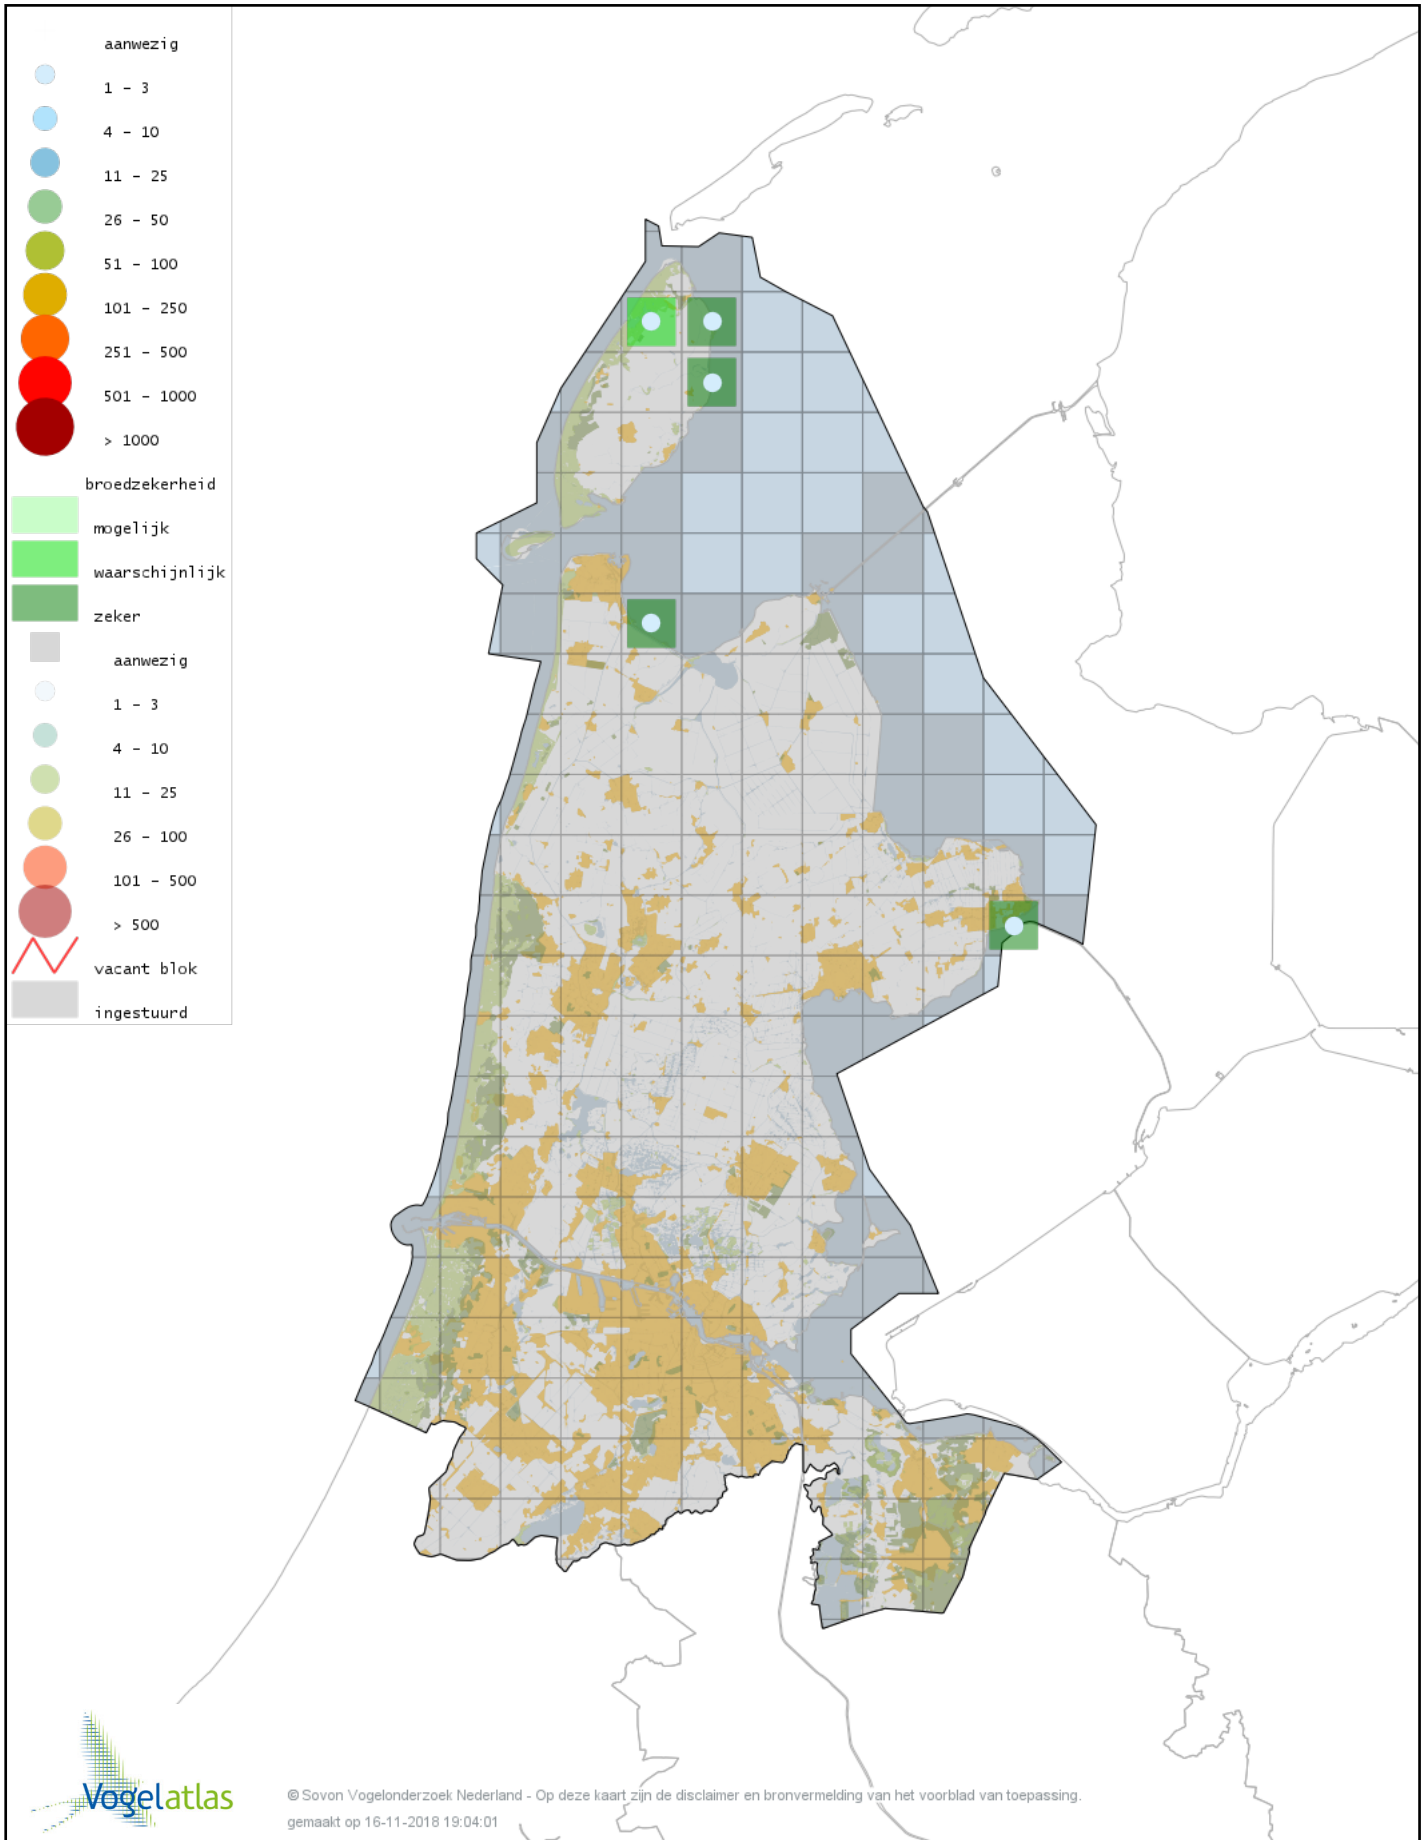 aanwezig
1 - 3
4 - 10
11 - 25
26 - 50
51 - 100
101 - 250
251 - 500
501 - 1000
> 1000
broedzekerheid
mogelijk
waarschijnlijk
zeker
aanwezig
1 - 3
4 - 10
11 - 25
26 - 100
101 - 500
> 500
vacant blok
ingestuurd
Vogelatlas
© Sovon Vogelonderzoek Nederland - Op deze kaart zijn de disclaimer en bronvermelding van het voorblad van toepassing.
gemaakt op 16-11-2018 19:04:01